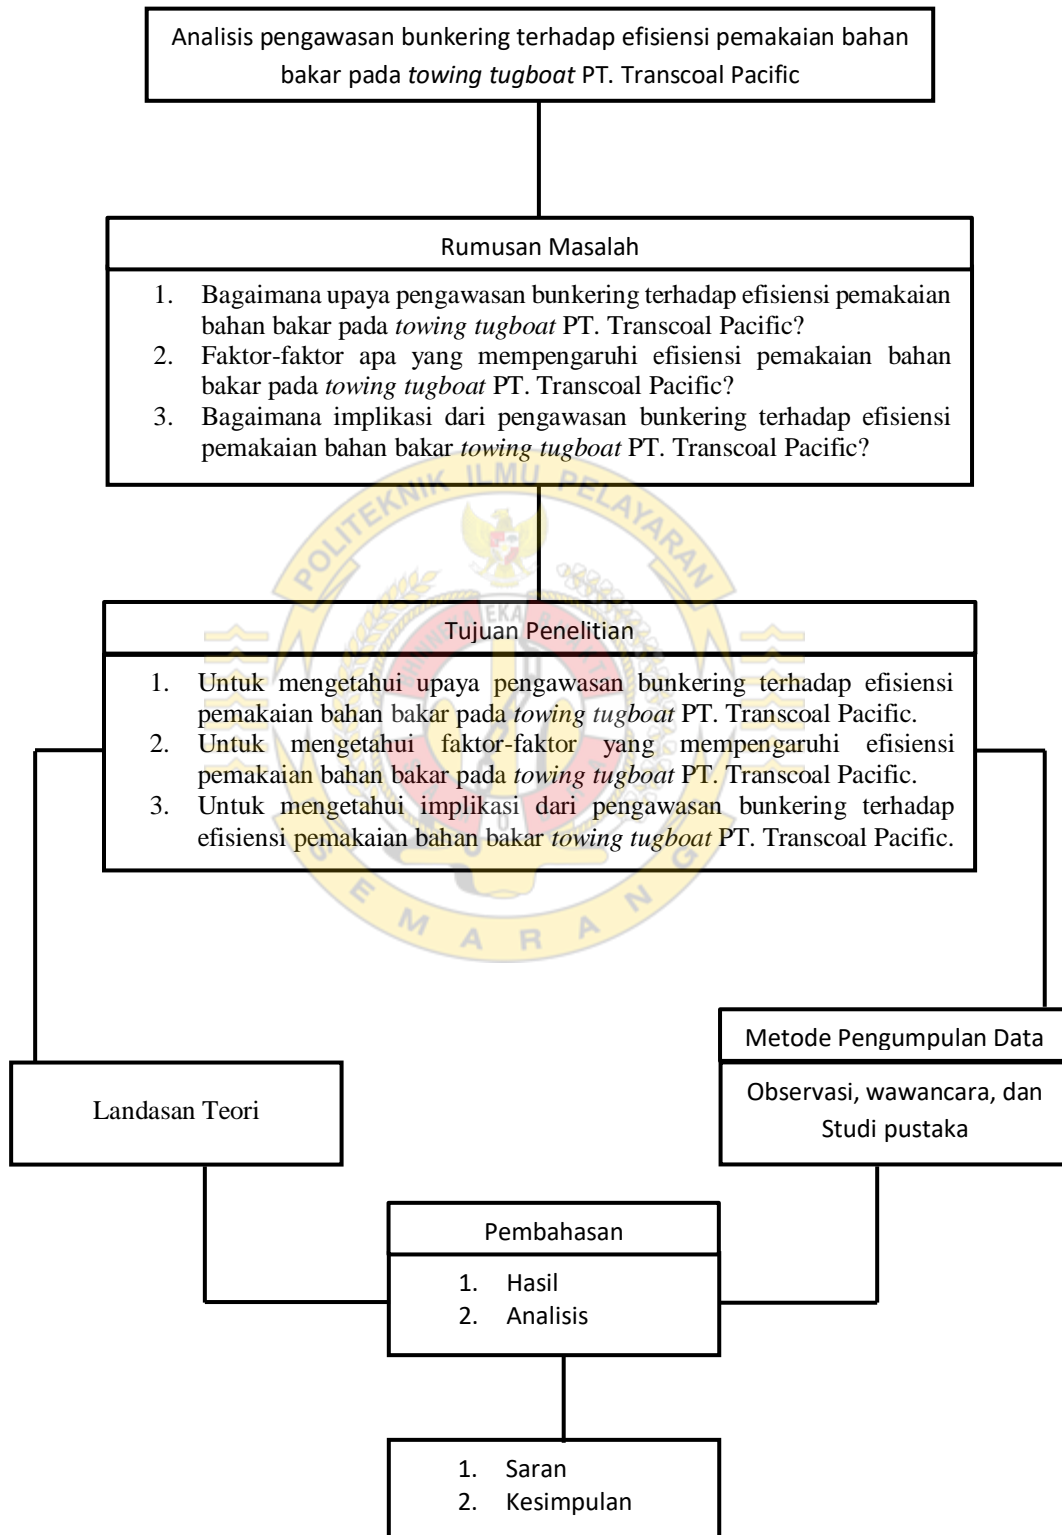 Analisis pengawasan bunkering terhadap efisiensi pemakaian bahan
bakar pada towing tugboat PT. Transcoal Pacific
Rumusan Masalah
1. Bagaimana upaya pengawasan bunkering terhadap efisiensi pemakaian
bahan bakar pada towing tugboat PT. Transcoal Pacific?
2. Faktor-faktor apa yang mempengaruhi efisiensi pemakaian bahan
bakar pada towing tugboat PT. Transcoal Pacific?
3. Bagaimana implikasi dari pengawasan bunkering terhadap efisiensi
pemakaian bahan bakar towing tugboat PT. Transcoal Pacific?
POLITEKNIK ILMU PELAYARAN
Tujuan Penelitian
1. Untuk mengetahui upaya pengawasan bunkering terhadap efisiensi
pemakaian bahan bakar pada towing tugboat PT. Transcoal Pacific.
2. Untuk mengetahui faktor-faktor yang mempengaruhi efisiensi
pemakaian bahan bakar pada towing tugboat PT. Transcoal Pacific.
3. Untuk mengetahui implikasi dari pengawasan bunkering terhadap
efisiensi pemakaian bahan bakar towing tugboat PT. Transcoal Pacific.
SEMARANG
Landasan Teori
Metode Pengumpulan Data
Observasi, wawancara, dan
Studi pustaka
Pembahasan
1. Hasil
2. Analisis
1. Saran
2. Kesimpulan